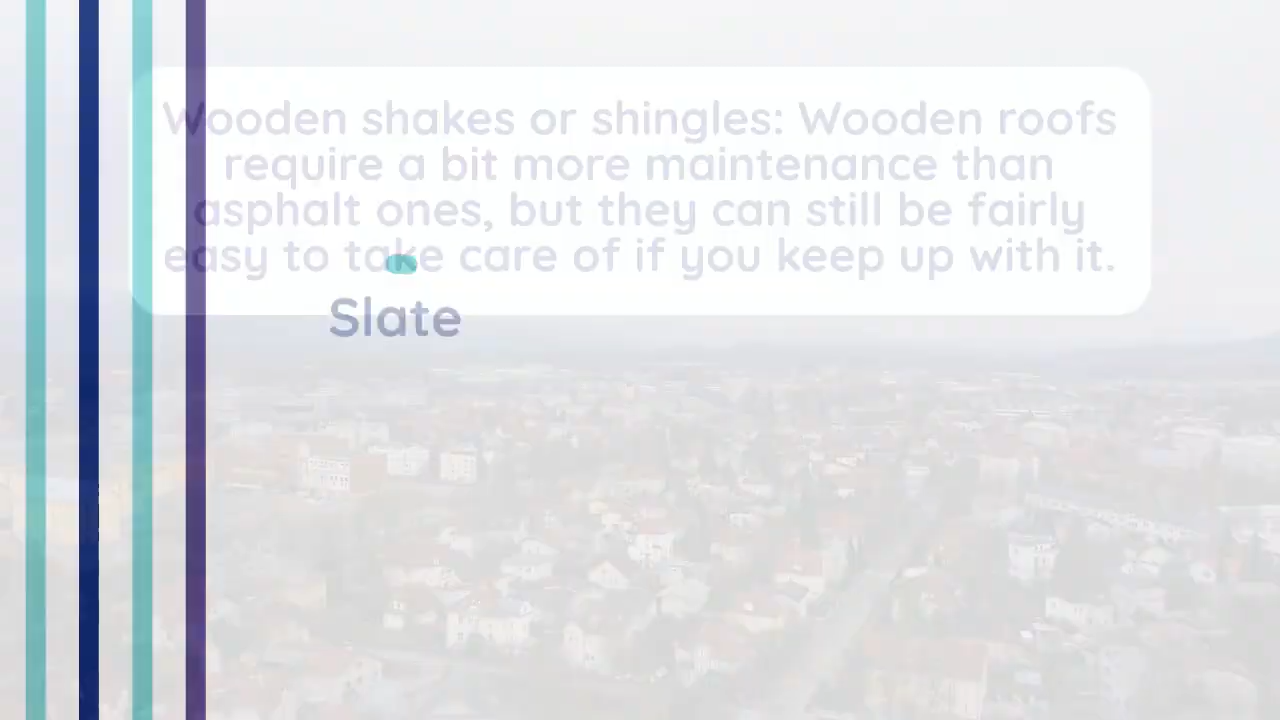 Wooden shakes or shingles: Wooden roofs
require a bit more maintenance than
asphalt ones, but they can still be fairly
easy to take care of if you keep up with it.
Slate